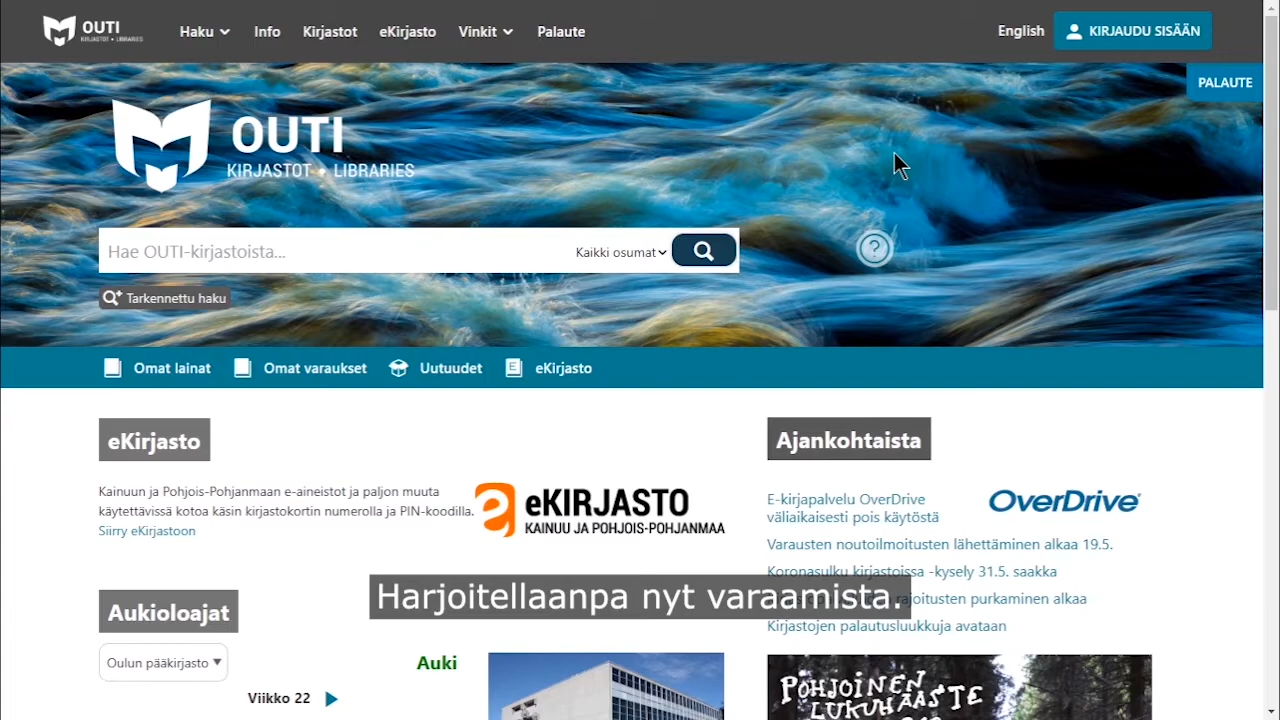 OUTI
KIRJASTOT • LIBRARIES
Haku
Info
Kirjastot
eKirjasto
Vinkit
Palaute
English
KIRJAUDU SISÄÄN
PALAUTE
OUTI
KIRJASTOT • LIBRARIES
Hae OUTI-kirjastoista...
Kaikki osumat
?
Tarkennettu haku
Omat lainat
Omat varaukset
Uutuudet
E
eKirjasto
eKirjasto
Kainuun ja Pohjois-Pohjanmaan e-aineistot ja paljon muuta
käytettävissä kotoa käsin kirjastokortin numerolla ja PIN-koodilla.
Siirry eKirjastoon
eKIRJASTO
KAINUU JA POHJOIS-POHJANMAA
Ajankohtaista
E-kirjapalvelu OverDrive
väliaikaisesti pois käytöstä
OverDrive
Varausten noutoilmoitusten lähettäminen alkaa 19.5.
Koronasulku kirjastoissa -kysely 31.5. saakka
rajoitusten purkaminen alkaa
Kirjastojen palautusluukkuja avataan
Harjoitellaanpa nyt varaamista.
Aukioloajat
Oulun pääkirjasto
Auki
Viikko 22
POHJOINEN
LUKUHAASTE